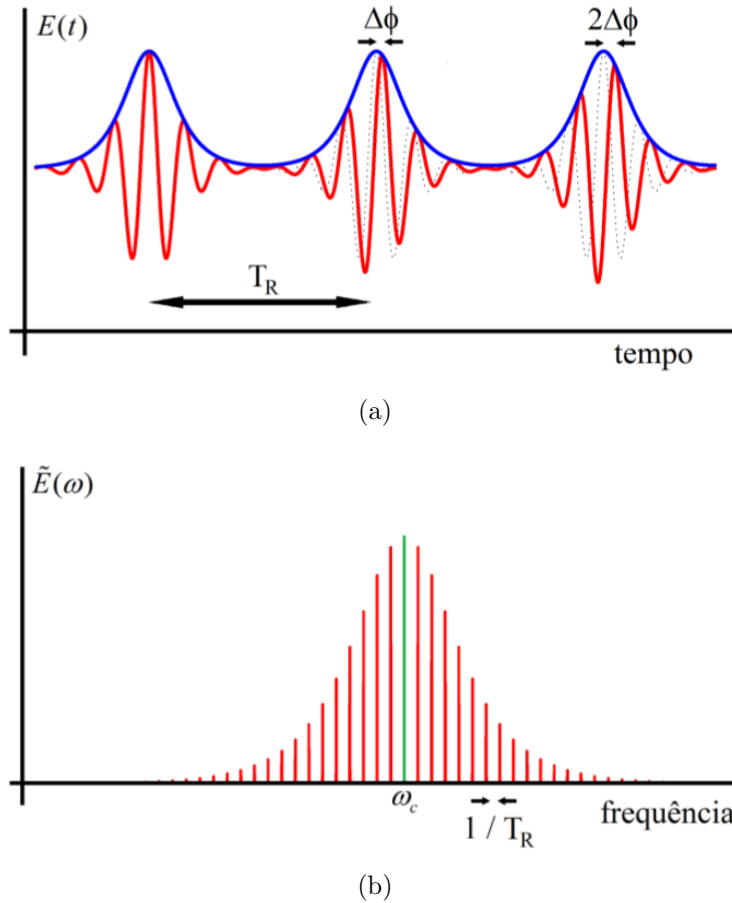 E(t)
Δϕ
2Δϕ
T_R
tempo
(a)
Ẽ(ω)
ω_c
1 / T_R
frequência
(b)